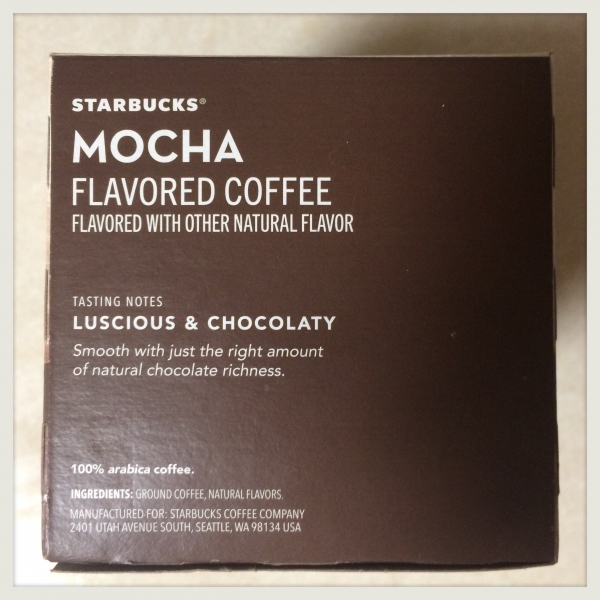 STARBUCKS®
MOCHA
FLAVORED COFFEE
FLAVORED WITH OTHER NATURAL FLAVOR
TASTING NOTES
LUSCIOUS & CHOCOLATY
Smooth with just the right amount
of natural chocolate richness.
100% arabica coffee.
INGREDIENTS: GROUND COFFEE, NATURAL FLAVORS.
MANUFACTURED FOR: STARBUCKS COFFEE COMPANY
2401 UTAH AVENUE SOUTH, SEATTLE, WA 98134 USA